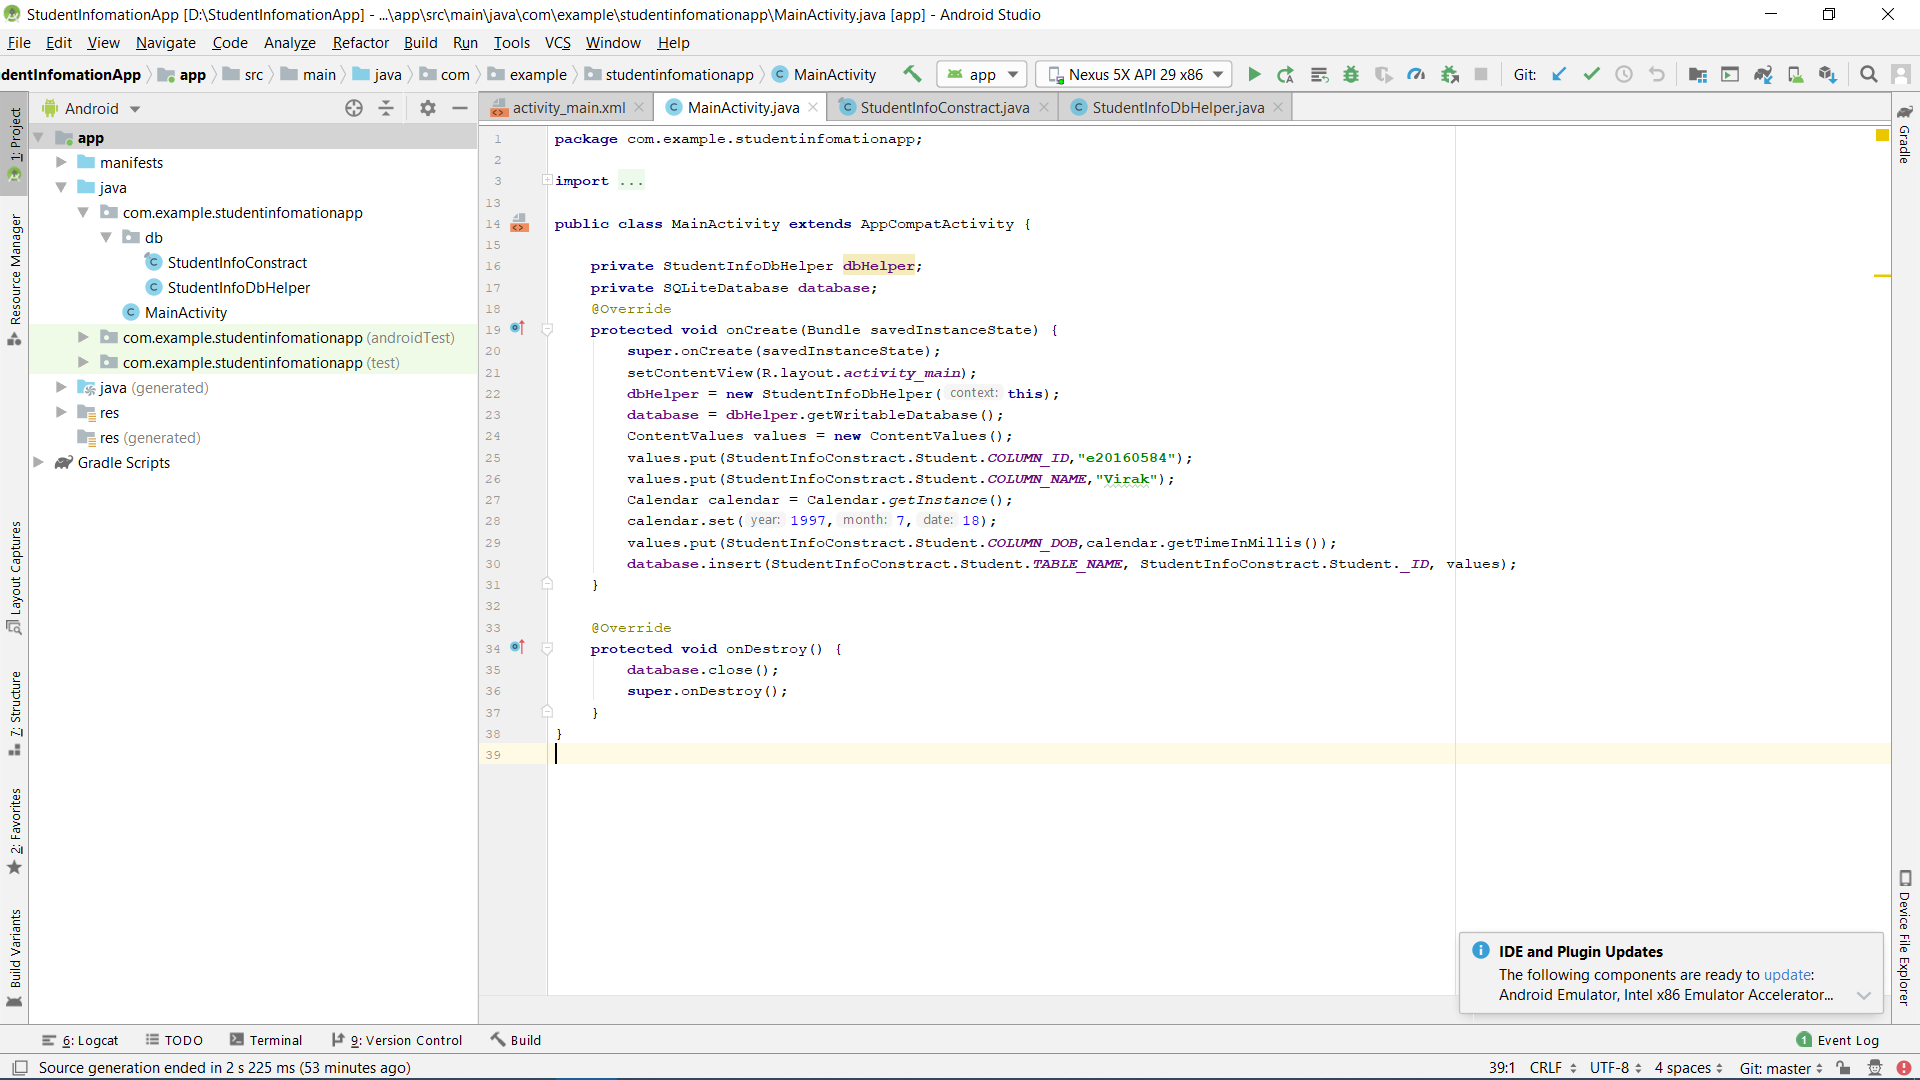 StudentInfomationApp [D:\StudentInfomationApp] - ...\app\src\main\java\com\example\studentinfomationapp\MainActivity.java [app] - Android Studio
File Edit View Navigate Code Analyze Refactor Build Run Tools VCS Window Help
dentInfomationApp app src main java com example studentinfomationapp MainActivity app Nexus 5X API 29 x86 Git:
Android
activity_main.xml MainActivity.java StudentInfoConstract.java StudentInfoDbHelper.java
1: Project
Resource Manager
Layout Captures
7: Structure
2: Favorites
Build Variants
app
manifests
java
com.example.studentinfomationapp
db
StudentInfoConstract
StudentInfoDbHelper
MainActivity
com.example.studentinfomationapp (androidTest)
com.example.studentinfomationapp (test)
java (generated)
res
res (generated)
Gradle Scripts
1 package com.example.studentinfomationapp;
2
3 import ...
13
14 public class MainActivity extends AppCompatActivity {
15
16 private StudentInfoDbHelper dbHelper;
17 private SQLiteDatabase database;
18 @Override
19 protected void onCreate(Bundle savedInstanceState) {
20 super.onCreate(savedInstanceState);
21 setContentView(R.layout.activity_main);
22 dbHelper = new StudentInfoDbHelper( context: this);
23 database = dbHelper.getWritableDatabase();
24 ContentValues values = new ContentValues();
25 values.put(StudentInfoConstract.Student.COLUMN_ID,"e20160584");
26 values.put(StudentInfoConstract.Student.COLUMN_NAME,"Virak");
27 Calendar calendar = Calendar.getInstance();
28 calendar.set( year: 1997, month: 7, date: 18);
29 values.put(StudentInfoConstract.Student.COLUMN_DOB,calendar.getTimeInMillis());
30 database.insert(StudentInfoConstract.Student.TABLE_NAME, StudentInfoConstract.Student._ID, values);
31 }
32
33 @Override
34 protected void onDestroy() {
35 database.close();
36 super.onDestroy();
37 }
38 }
39
Gradle
Device File Explorer
IDE and Plugin Updates
The following components are ready to update:
Android Emulator, Intel x86 Emulator Accelerator...
6: Logcat TODO Terminal 9: Version Control Build 1 Event Log
Source generation ended in 2 s 225 ms (53 minutes ago) 39:1 CRLF UTF-8 4 spaces Git: master